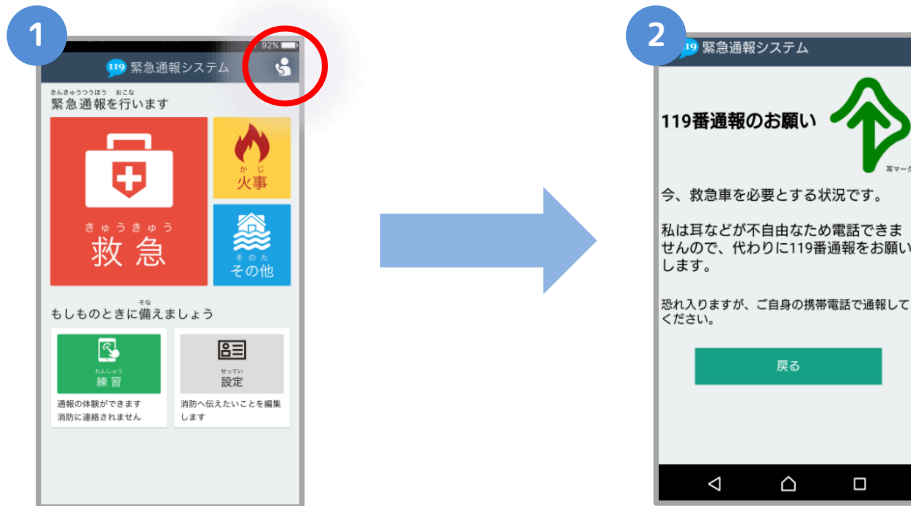 1
92%
119 緊急通報システム
きんきゅうつうほう おこな
緊急通報を行います
きゅうきゅう
救急
かじ
火事
そのた
その他
そな
もしものときに備えましょう
れんしゅう
練習
通報の体験ができます
消防に連絡されません
せってい
設定
消防へ伝えたいことを編集
します
2
119 緊急通報システム
119番通報のお願い
耳マーク
今、救急車を必要とする状況です。
私は耳などが不自由なため電話できま
せんので、代わりに119番通報をお願い
します。
恐れ入りますが、ご自身の携帯電話で通報して
ください。
戻る